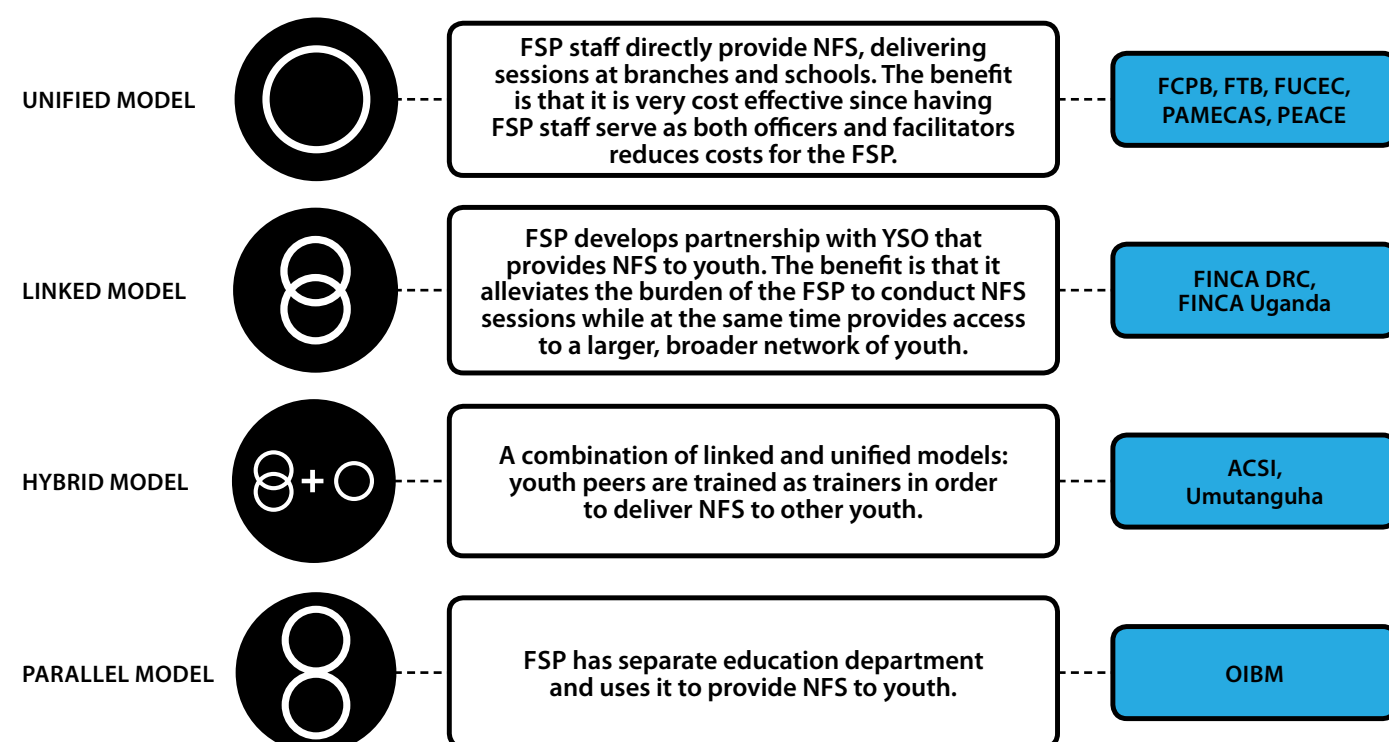 UNIFIED MODEL
FSP staff directly provide NFS, delivering
sessions at branches and schools. The benefit
is that it is very cost effective since having
FSP staff serve as both officers and facilitators
reduces costs for the FSP.
FCPB, FTB, FUCEC,
PAMECAS, PEACE
LINKED MODEL
FSP develops partnership with YSO that
provides NFS to youth. The benefit is that it
alleviates the burden of the FSP to conduct NFS
sessions while at the same time provides access
to a larger, broader network of youth.
FINCA DRC,
FINCA Uganda
HYBRID MODEL
+
A combination of linked and unified models:
youth peers are trained as trainers in order
to deliver NFS to other youth.
ACSI,
Umutanguha
PARALLEL MODEL
FSP has separate education department
and uses it to provide NFS to youth.
OIBM